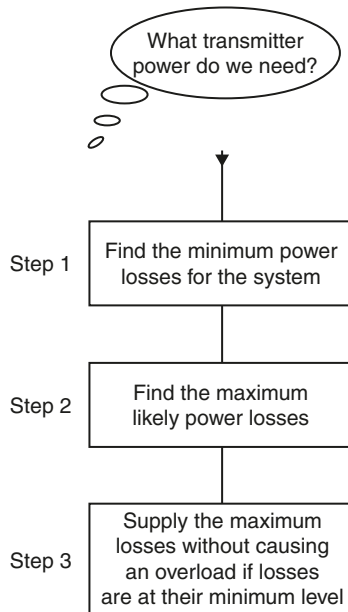 What transmitter
power do we need?
Step 1
Find the minimum power
losses for the system
Step 2
Find the maximum
likely power losses
Step 3
Supply the maximum
losses without causing
an overload if losses
are at their minimum level